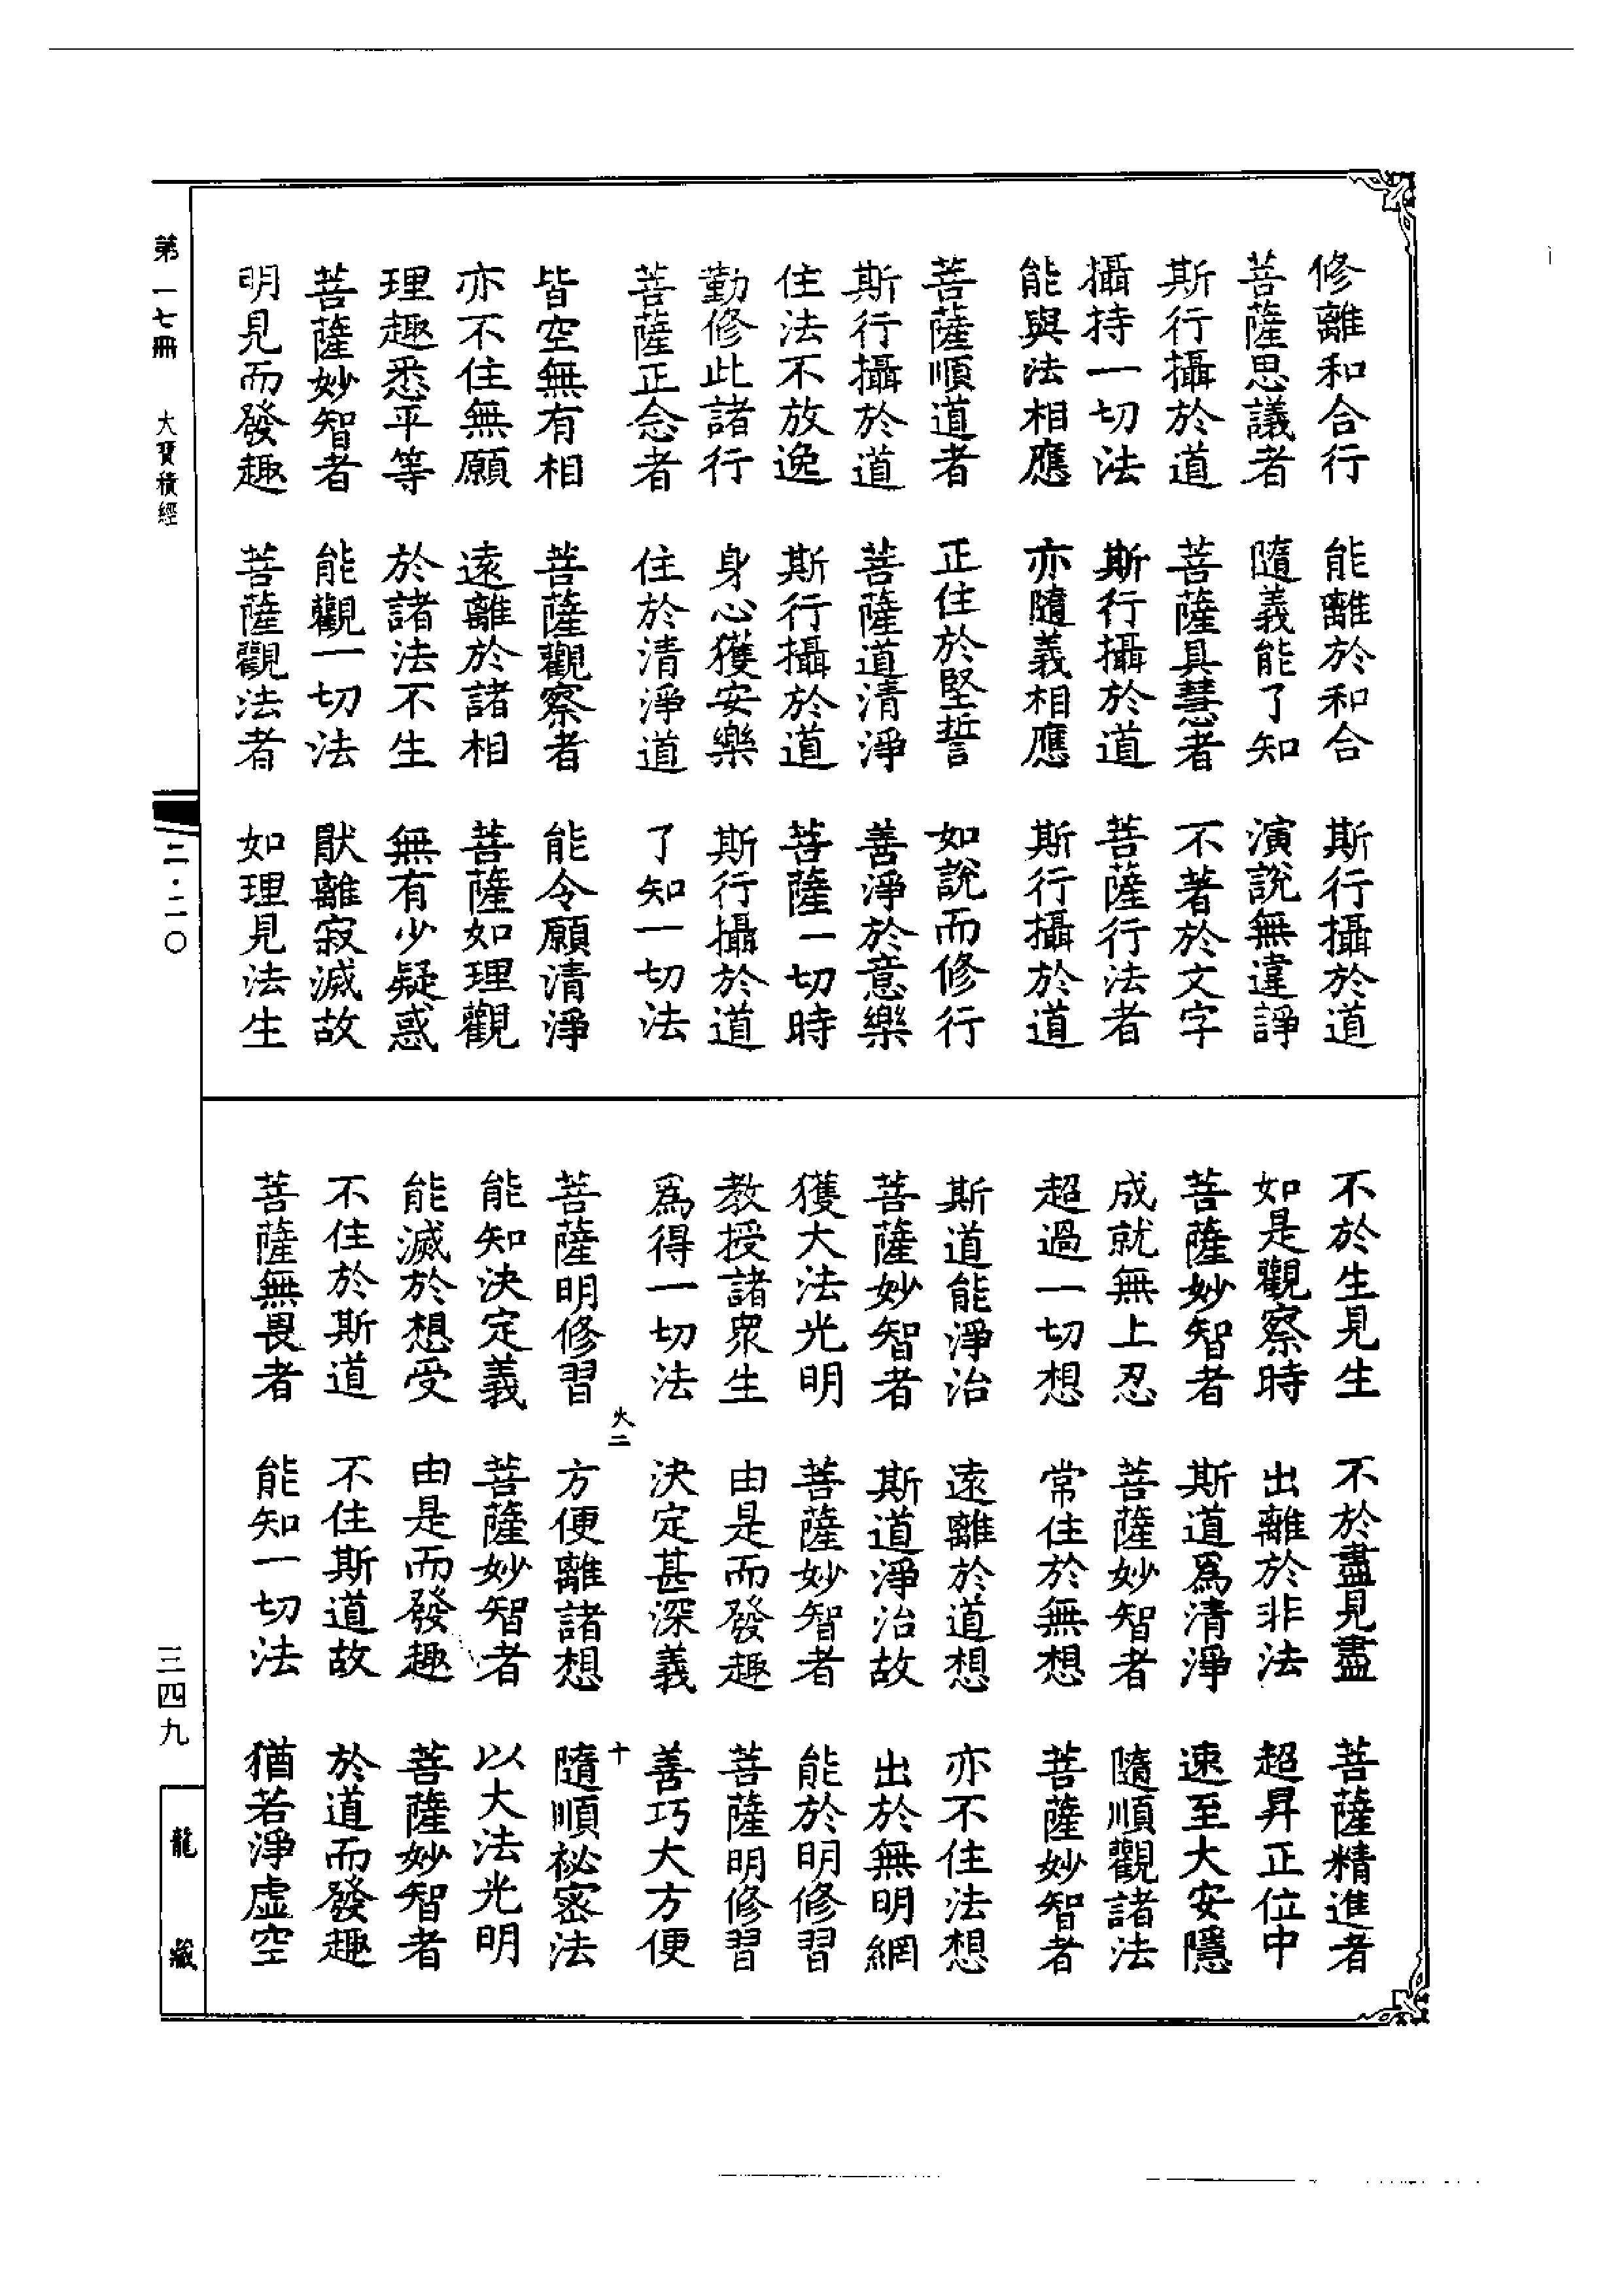 修離和合行　能離於和合　斯行攝於道
菩薩思議者　隨義能了知　演說無違諍
斯行攝於道　菩薩具慧者　不著於文字
攝持一切法　斯行攝於道　菩薩行法者
能與法相應　亦隨義相應　斯行攝於道
菩薩順道者　正住於堅誓　如說而修行
斯行攝於道　菩薩道清淨　善淨於意樂
住法不放逸　斯行攝於道　菩薩一切時
勤修此諸行　身心獲安樂　斯行攝於道
菩薩正念者　住於清淨道　了知一切法
皆空無有相　菩薩觀察者　能令願清淨
亦不住無願　遠離於諸相　菩薩如理觀
理趣悉平等　於諸法不生　無有少疑惑
菩薩妙智者　能觀一切法　猒離寂滅故
明見而發趣　菩薩觀法者　如理見法生
不於生見生　不於盡見盡　菩薩精進者
如是觀察時　出離於非法　超昇正位中
菩薩妙智者　斯道爲清淨　速至大安隱
成就無上忍　菩薩妙智者　隨順觀諸法
超過一切想　常住於無想　菩薩妙智者
斯道能淨治　遠離於道想　亦不住法想
菩薩妙智者　斯道淨治故　出於無明網
獲大法光明　菩薩妙智者　能於明修習
教授諸衆生　由是而發趣　菩薩明修習
爲得一切法　決定甚深義　善巧大方便
火二　十
菩薩明修習　方便離諸想　隨順祕密法
能知決定義　菩薩妙智者　以大法光明
能滅於想受　由是而發趣　菩薩妙智者
不住於斯道　不住斯道故　於道而發趣
菩薩無畏者　能知一切法　猶若淨虛空
第一七冊　大寶積經　二·二〇　三四九　龍藏